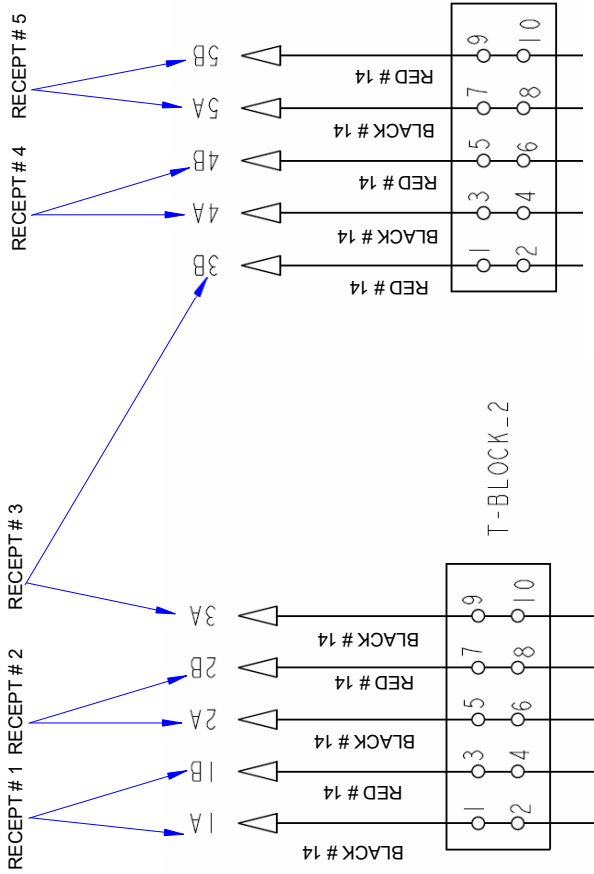 RECEPT # 5
5B
RED # 14
9
10
5A
BLACK # 14
7
8
RECEPT # 4
4B
RED # 14
5
6
4A
BLACK # 14
3
4
3B
RED # 14
1
2
T-BLOCK_2
RECEPT # 3
3A
BLACK # 14
9
10
RECEPT # 2
2B
RED # 14
7
8
2A
BLACK # 14
5
6
RECEPT # 1
1B
RED # 14
3
4
1A
BLACK # 14
1
2